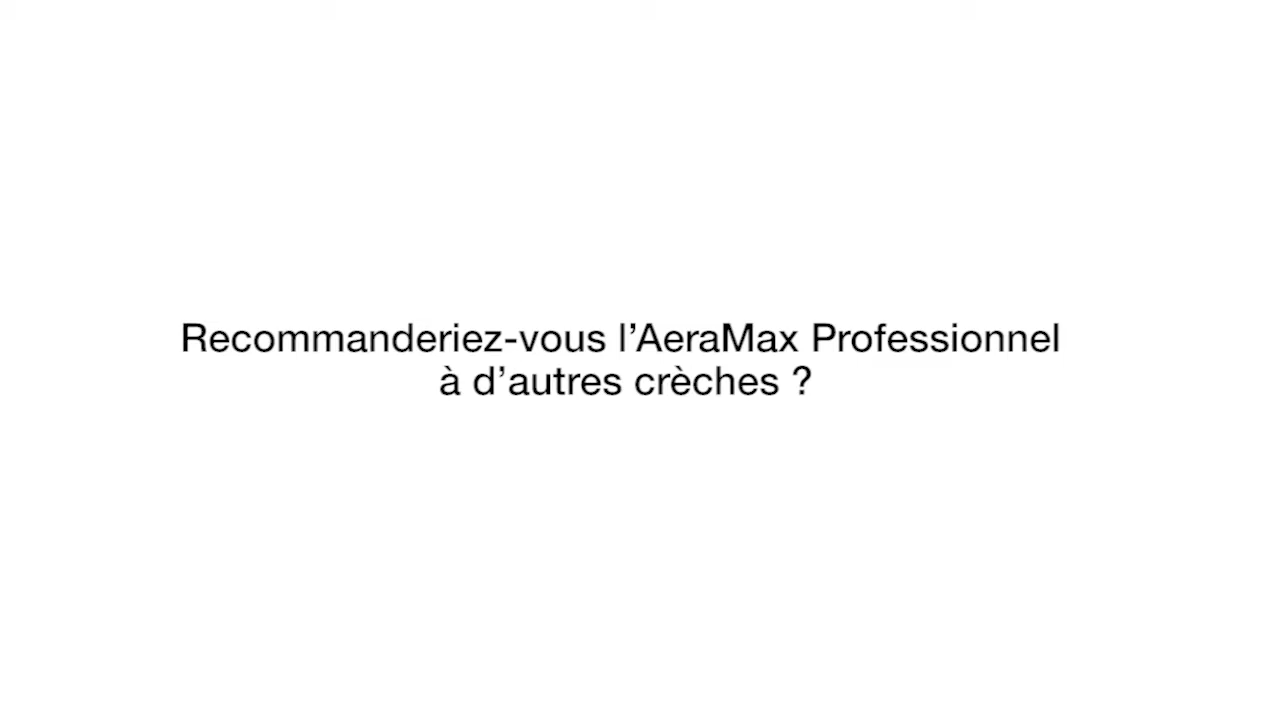 Recommanderiez-vous l’AeraMax Professionnel
à d’autres crèches ?